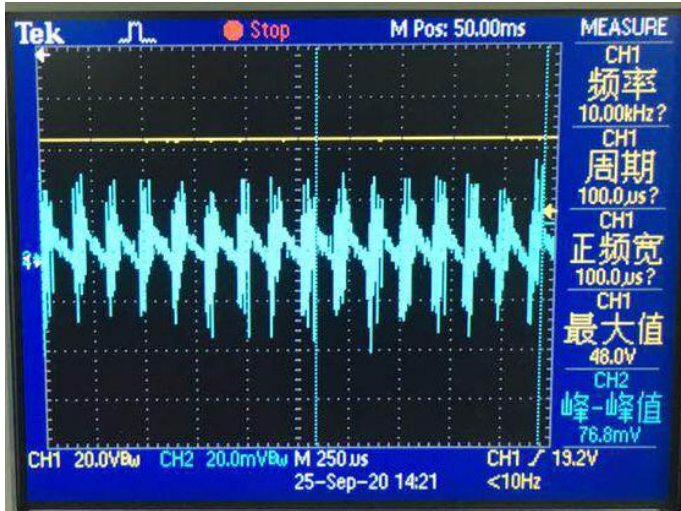 Tek Stop M Pos: 50.00ms MEASURE
CH1
频率
10.00kHz?
CH1
周期
100.0µs?
CH1
正频宽
100.0µs?
CH1
最大值
48.0V
CH2
峰-峰值
76.8mV
CH1 20.0VBw CH2 20.0mVBw M 250µs CH1 19.2V
25-Sep-20 14:21 <10Hz